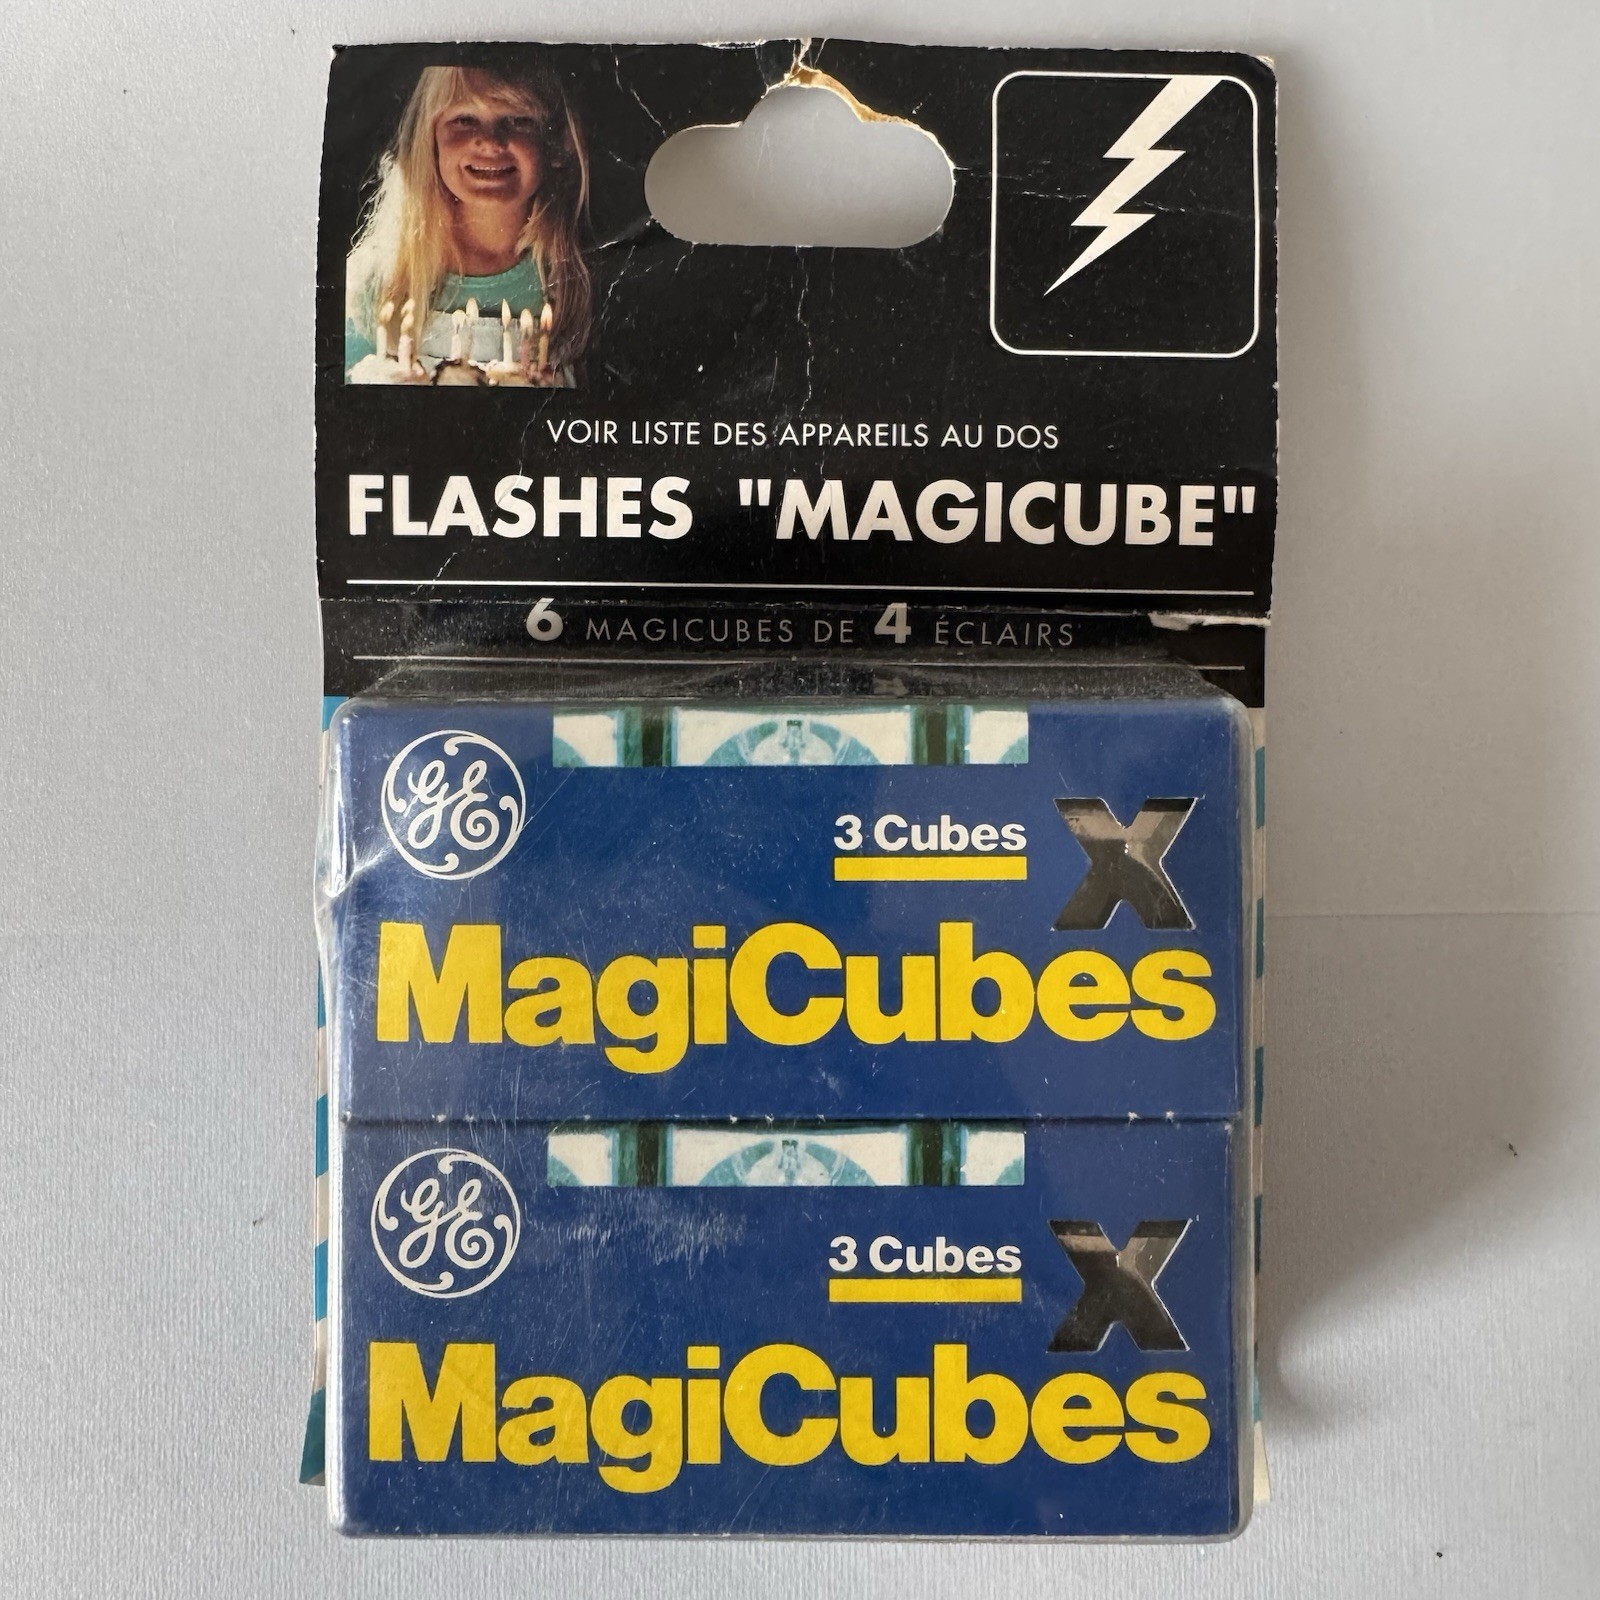 VOIR LISTE DES APPAREILS AU DOS
FLASHES "MAGICUBE"
6 MAGICUBES DE 4 ÉCLAIRS
GE
3 Cubes X
MagiCubes
GE
3 Cubes X
MagiCubes